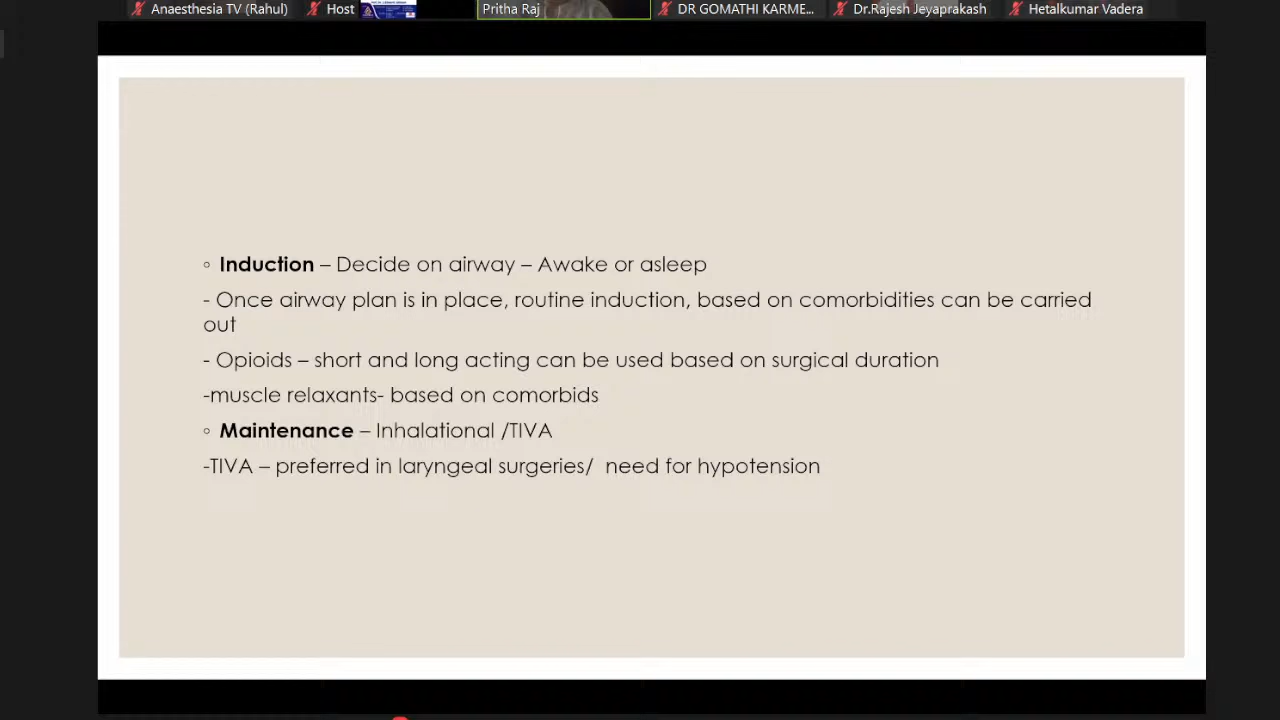 Anaesthesia TV (Rahul) Host Pritha Raj DR GOMATHI KARME... Dr.Rajesh Jeyaprakash Hetalkumar Vadera
◦ Induction – Decide on airway – Awake or asleep
- Once airway plan is in place, routine induction, based on comorbidities can be carried
out
- Opioids – short and long acting can be used based on surgical duration
-muscle relaxants- based on comorbids
◦ Maintenance – Inhalational /TIVA
-TIVA – preferred in laryngeal surgeries/  need for hypotension